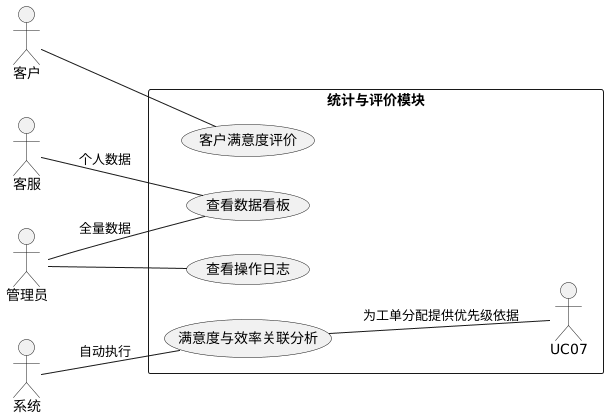 统计与评价模块
客户
客户满意度评价
个人数据
客服
查看数据看板
全量数据
管理员
查看操作日志
为工单分配提供优先级依据
满意度与效率关联分析
UC07
自动执行
系统